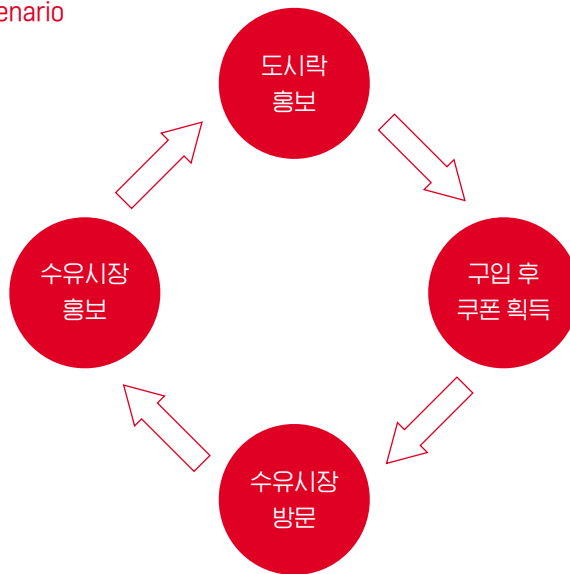 enario
도시락
홍보
구입 후
쿠폰 획득
수유시장
방문
수유시장
홍보